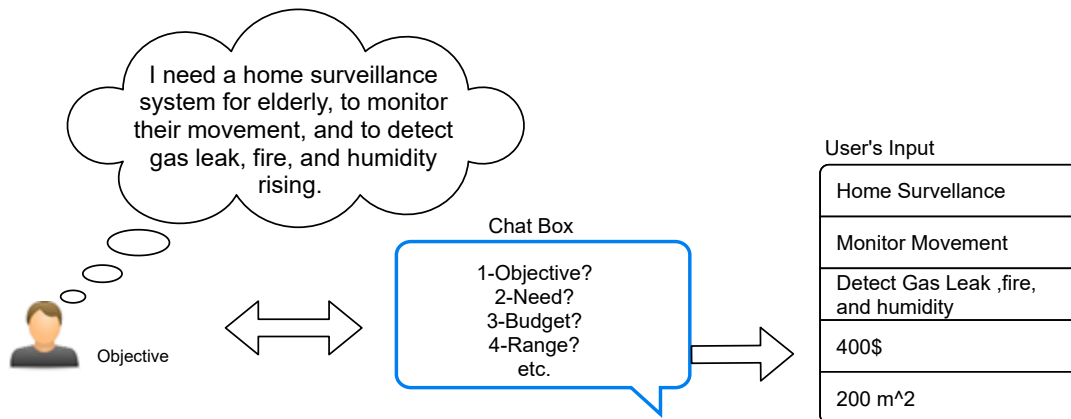 I need a home surveillance
system for elderly, to monitor
their movement, and to detect
gas leak, fire, and humidity
rising.
Objective
Chat Box
1-Objective?
2-Need?
3-Budget?
4-Range?
etc.
User's Input
Home Survellance
Monitor Movement
Detect Gas Leak ,fire,
and humidity
400$
200 m^2